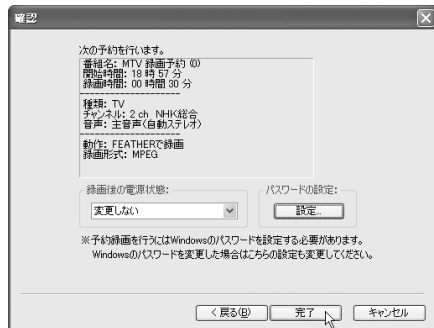 確認
次の予約を行います。
番組名: MTV 録画予約 (0)
開始時間: 18 時 57 分
録画時間: 00 時間 30 分
--------------------
種類: TV
チャンネル: 2 ch NHK総合
音声: 主音声(自動ステレオ)
--------------------
動作: FEATHERで録画
録画形式: MPEG
録画後の電源状態:
変更しない
パスワードの設定:
設定...
※予約録画を行うにはWindowsのパスワードを設定する必要があります。
Windowsのパスワードを変更した場合はこちらの設定も変更してください。
< 戻る(B)
完了
キャンセル